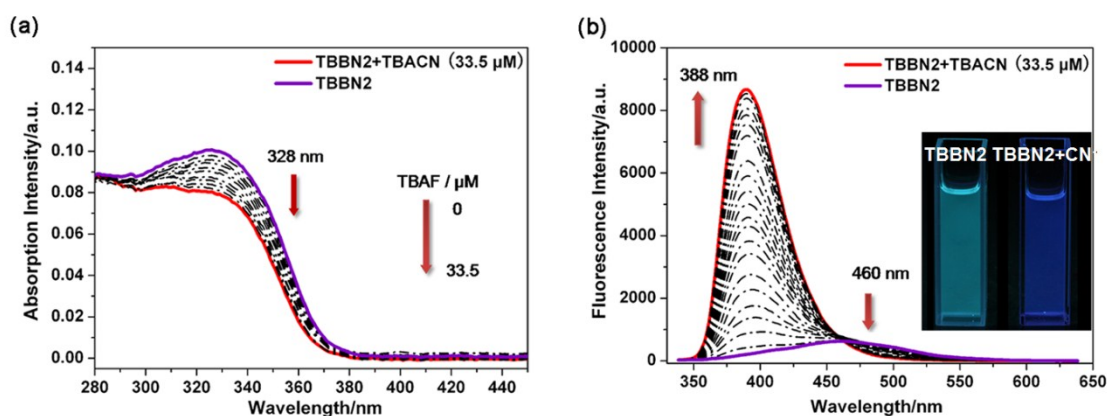 (a)
Absorption Intensity/a.u.
0.14
0.12
0.10
0.08
0.06
0.04
0.02
0.00
TBBN2+TBACN（33.5 μM）
TBBN2
328 nm
TBAF / μM
0
33.5
280 300 320 340 360 380 400 420 440
Wavelength/nm
(b)
Fluorescence Intensity/a.u.
10000
8000
6000
4000
2000
0
388 nm
TBBN2+TBACN（33.5 μM）
TBBN2
TBBN2 TBBN2+CN-
460 nm
350 400 450 500 550 600 650
Wavelength/nm